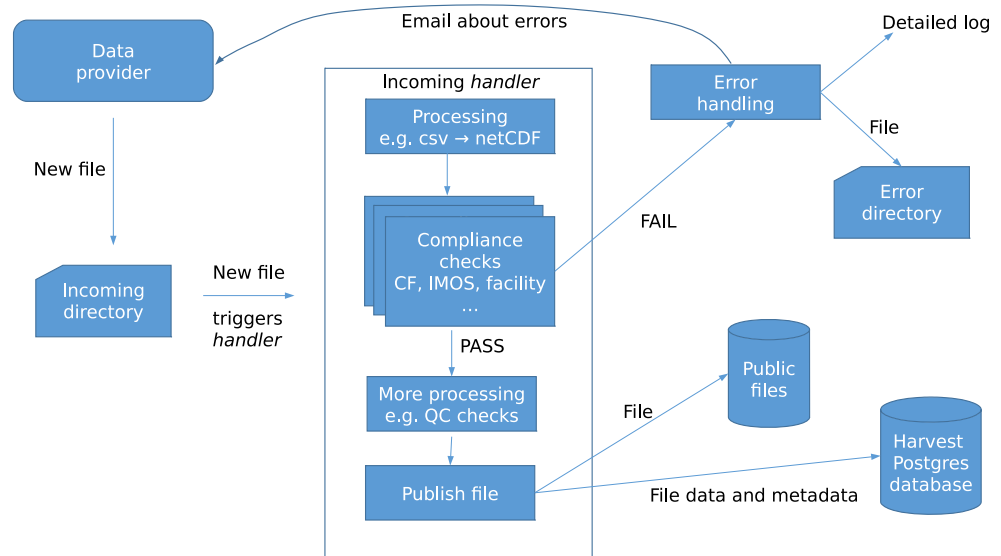 Email about errors
Detailed log
Data
provider
Incoming handler
Error
handling
Processing
e.g. csv → netCDF
File
New file
Error
directory
Compliance
checks
CF, IMOS, facility
...
FAIL
Incoming
directory
New file
triggers
handler
PASS
More processing
e.g. QC checks
Public
files
File
Harvest
Postgres
database
Publish file
File data and metadata